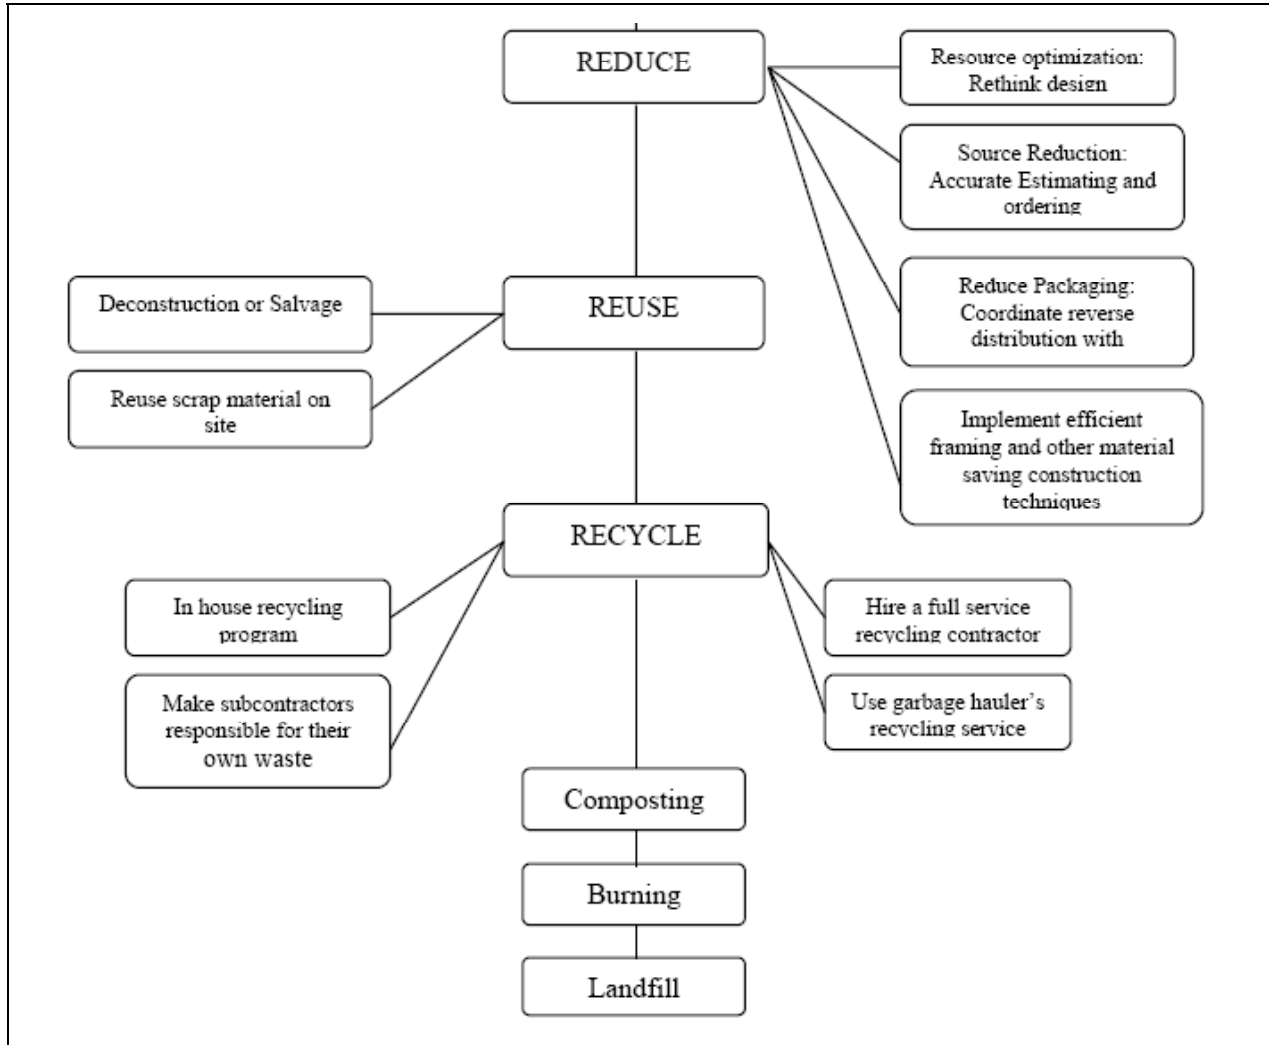 REDUCE
Resource optimization:
Rethink design
Source Reduction:
Accurate Estimating and
ordering
Reduce Packaging:
Coordinate reverse
distribution with
Implement efficient
framing and other material
saving construction
techniques
REUSE
Deconstruction or Salvage
Reuse scrap material on
site
RECYCLE
In house recycling
program
Make subcontractors
responsible for their
own waste
Hire a full service
recycling contractor
Use garbage hauler’s
recycling service
Composting
Burning
Landfill